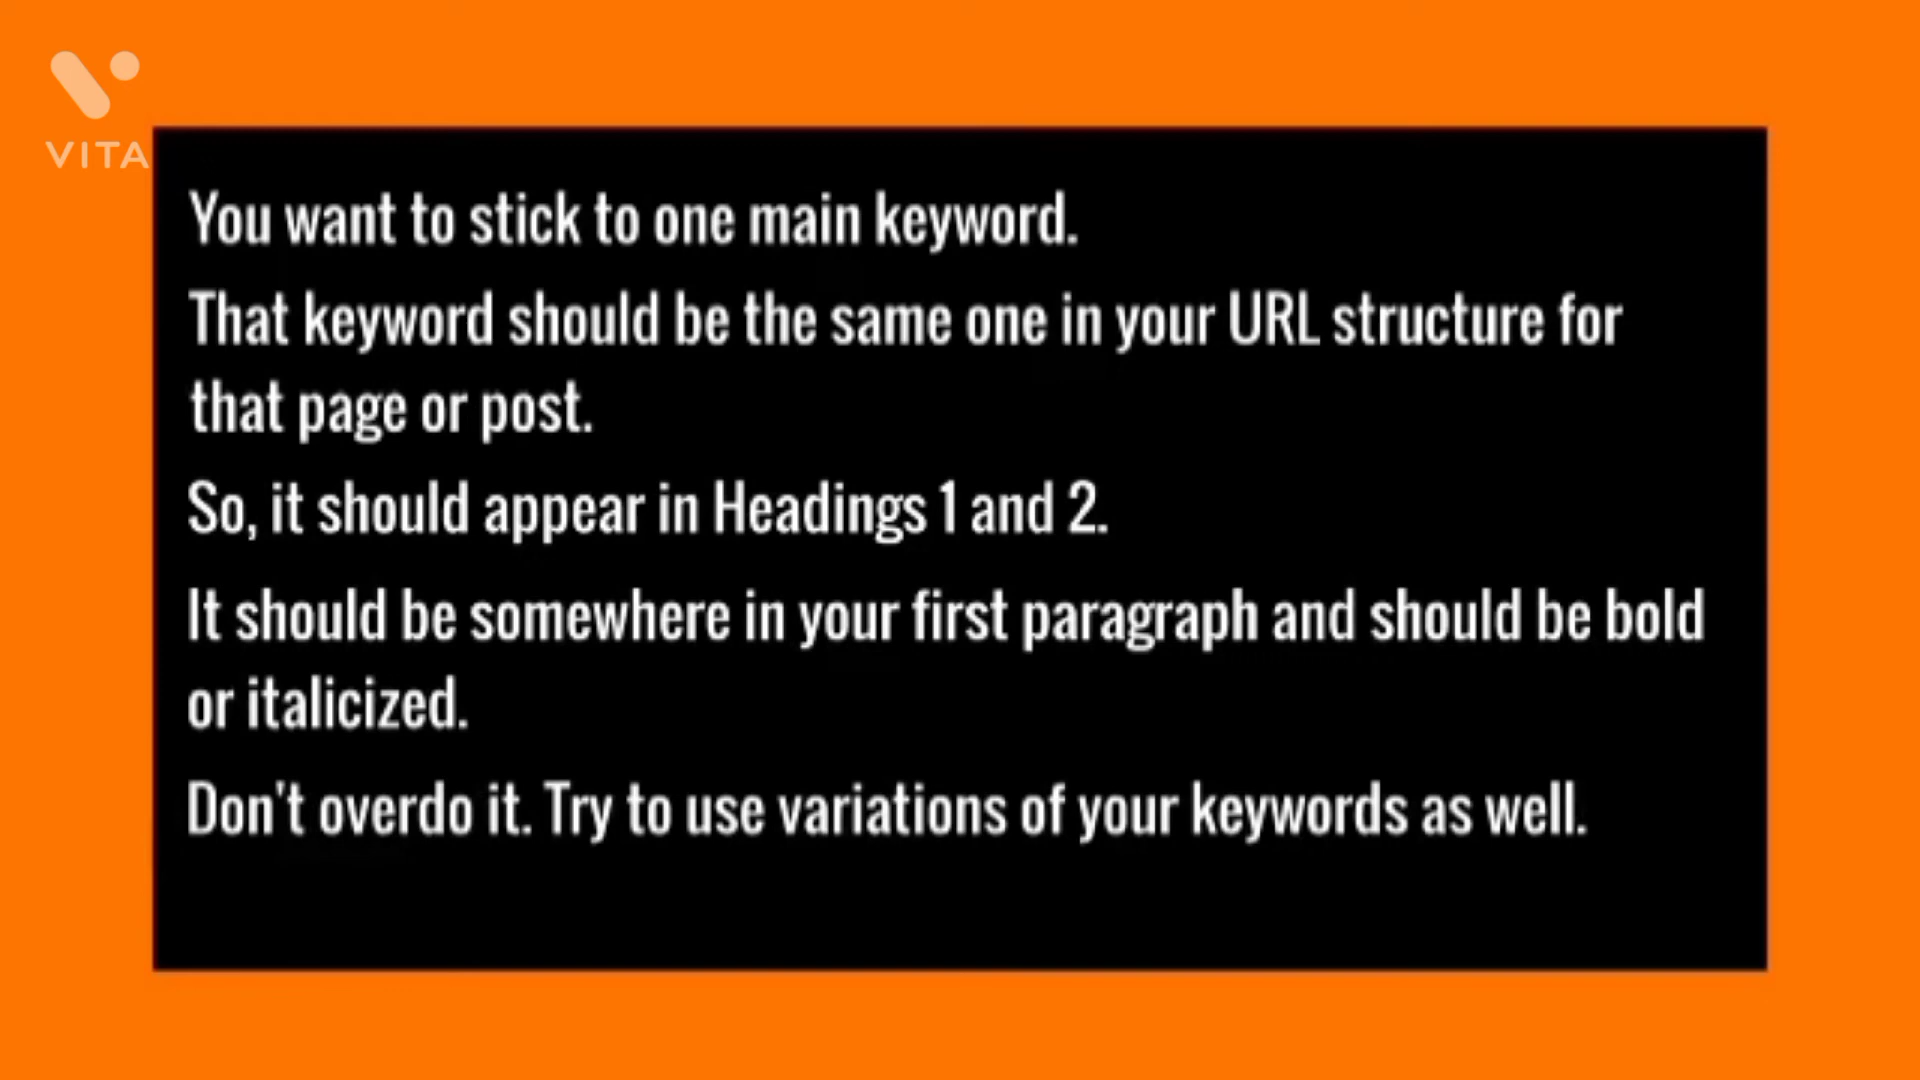 VITA
You want to stick to one main keyword.
That keyword should be the same one in your URL structure for
that page or post.
So, it should appear in Headings 1 and 2.
It should be somewhere in your first paragraph and should be bold
or italicized.
Don't overdo it. Try to use variations of your keywords as well.